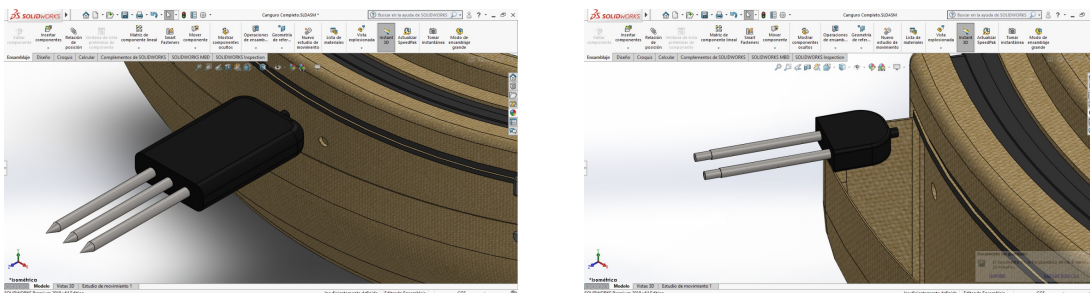 SOLIDWORKS
Canguro Completo.SLDASM *
Buscar en la ayuda de SOLIDWORKS
Insertar componentes
Relación de posición
Matriz de componente lineal
Smart Fasteners
Mover componente
Mostrar componentes ocultos
Operaciones de ensamb...
Geometría de refer...
Nuevo estudio de movimiento
Lista de materiales
Vista explosionada
Instant 3D
Actualizar SpeedPak
Tomar instantánea
Modo de ensamblaje grande
Ensamblaje Diseño Croquis Calcular Complementos de SOLIDWORKS SOLIDWORKS MBD SOLIDWORKS Inspection
*Isométrica
Modelo Vistas 3D Estudio de movimiento 1
SOLIDWORKS
Canguro Completo.SLDASM *
Buscar en la ayuda de SOLIDWORKS
Insertar componentes
Relación de posición
Matriz de componente lineal
Smart Fasteners
Mover componente
Mostrar componentes ocultos
Operaciones de ensamb...
Geometría de refer...
Nuevo estudio de movimiento
Lista de materiales
Vista explosionada
Instant 3D
Actualizar SpeedPak
Tomar instantánea
Modo de ensamblaje grande
Ensamblaje Diseño Croquis Calcular Complementos de SOLIDWORKS SOLIDWORKS MBD SOLIDWORKS Inspection
*Isométrica
Modelo Vistas 3D Estudio de movimiento 1